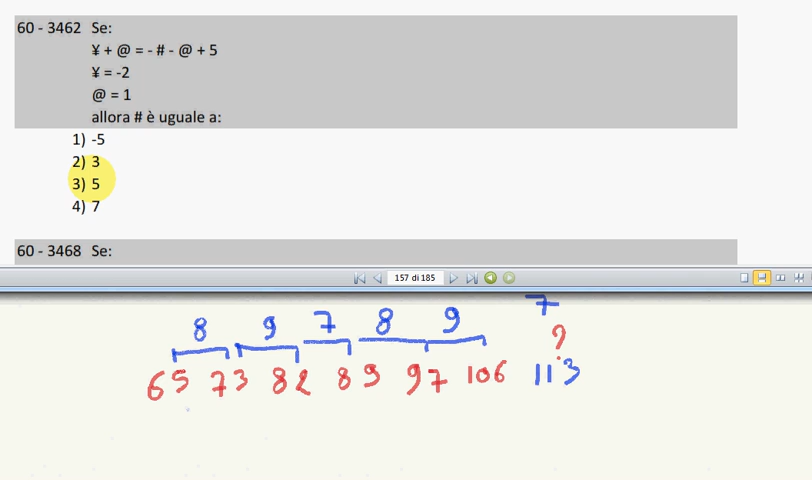 60 - 3462 Se:
¥ + @ = - # - @ + 5
¥ = -2
@ = 1
allora # è uguale a:
1) -5
2) 3
3) 5
4) 7
60 - 3468 Se:
157 di 185
8 9 7 8 9 7
?
65 73 82 89 97 106 113